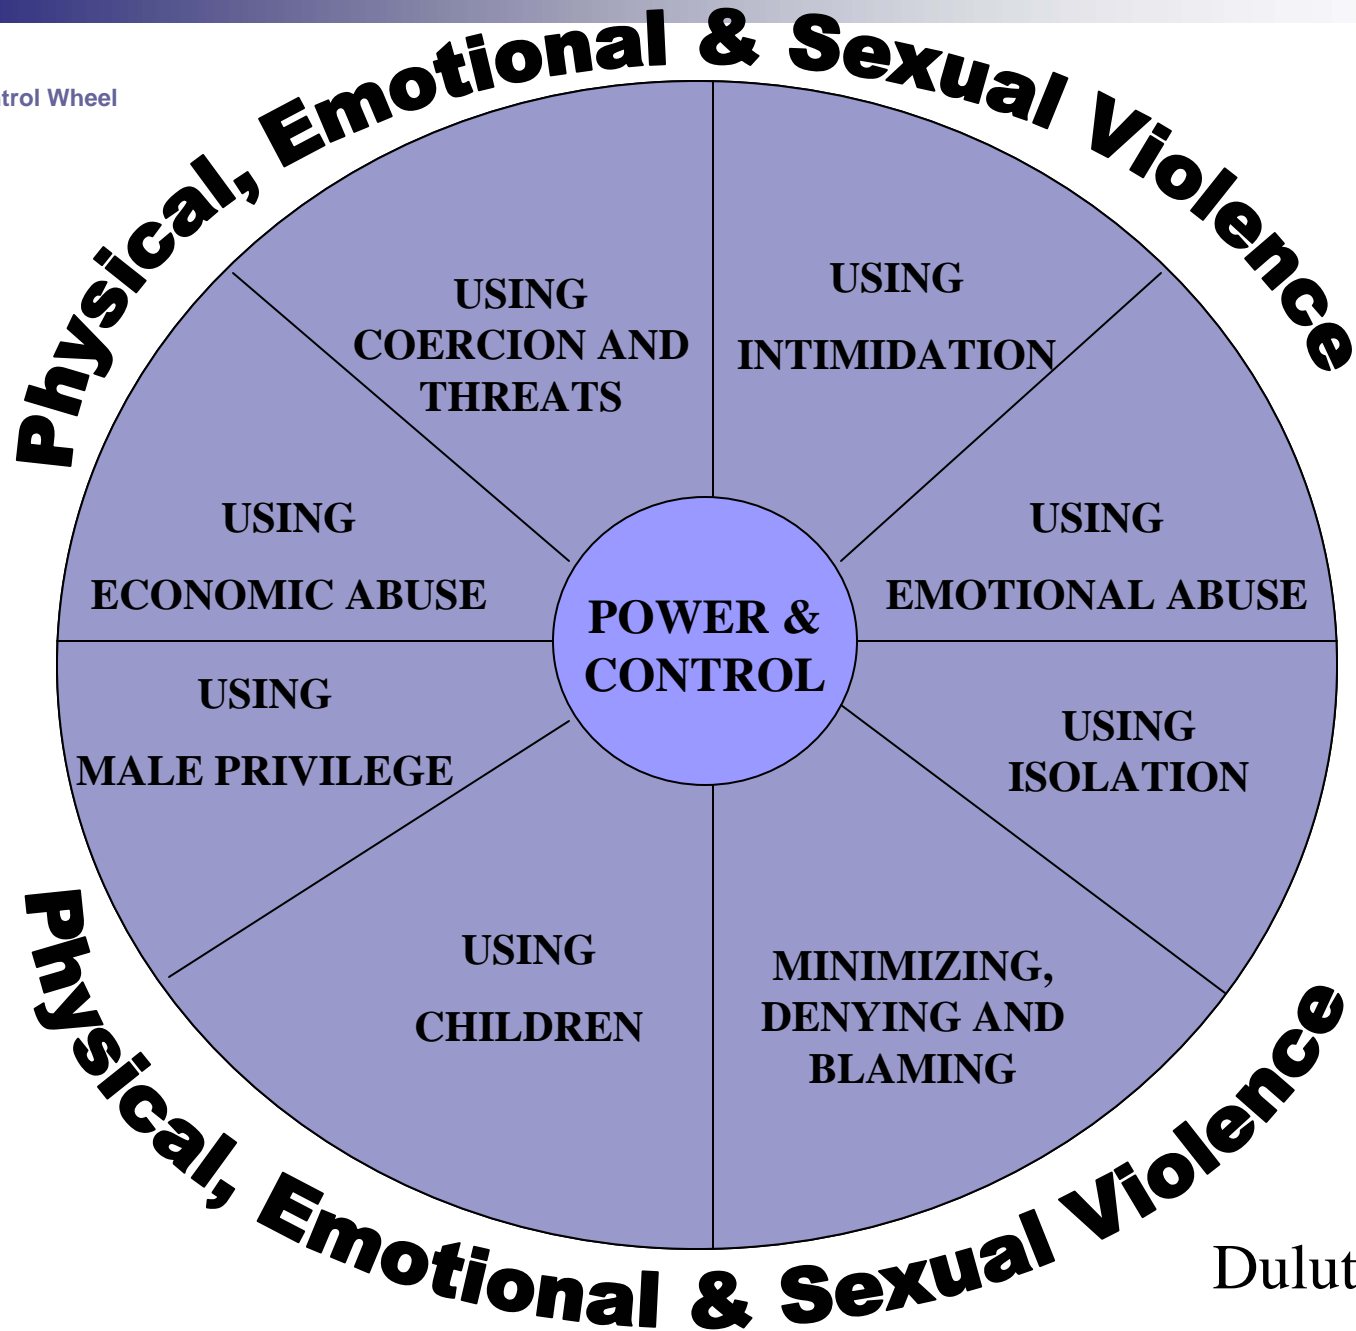 Physical, Emotional & Sexual Violence
trol Wheel
USING
COERCION AND
THREATS
USING
INTIMIDATION
USING
ECONOMIC ABUSE
USING
EMOTIONAL ABUSE
POWER &
CONTROL
USING
MALE PRIVILEGE
USING
ISOLATION
USING
CHILDREN
MINIMIZING,
DENYING AND
BLAMING
Physical, Emotional & Sexual Violence
Dulut